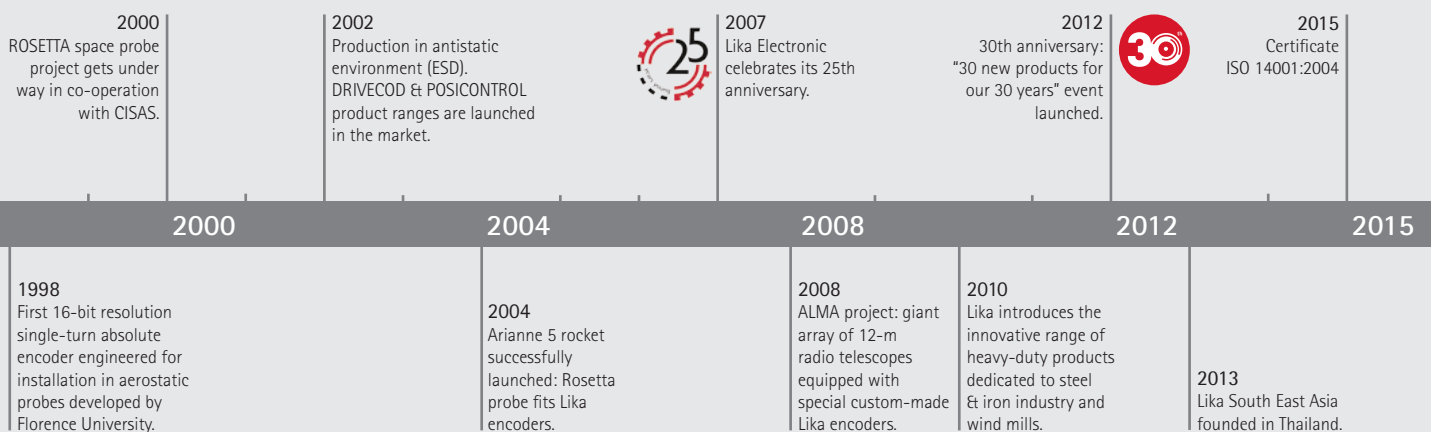 2000
ROSETTA space probe
project gets under
way in co-operation
with CISAS.
2002
Production in antistatic
environment (ESD).
DRIVECOD & POSICONTROL
product ranges are launched
in the market.
25
2007
Lika Electronic
celebrates its 25th
anniversary.
2012
30th anniversary:
"30 new products for
our 30 years" event
launched.
30th
2015
Certificate
ISO 14001:2004
2000 2004 2008 2012 2015
1998
First 16-bit resolution
single-turn absolute
encoder engineered for
installation in aerostatic
probes developed by
Florence University.
2004
Arianne 5 rocket
successfully
launched: Rosetta
probe fits Lika
encoders.
2008
ALMA project: giant
array of 12-m
radio telescopes
equipped with
special custom-made
Lika encoders.
2010
Lika introduces the
innovative range of
heavy-duty products
dedicated to steel
& iron industry and
wind mills.
2013
Lika South East Asia
founded in Thailand.